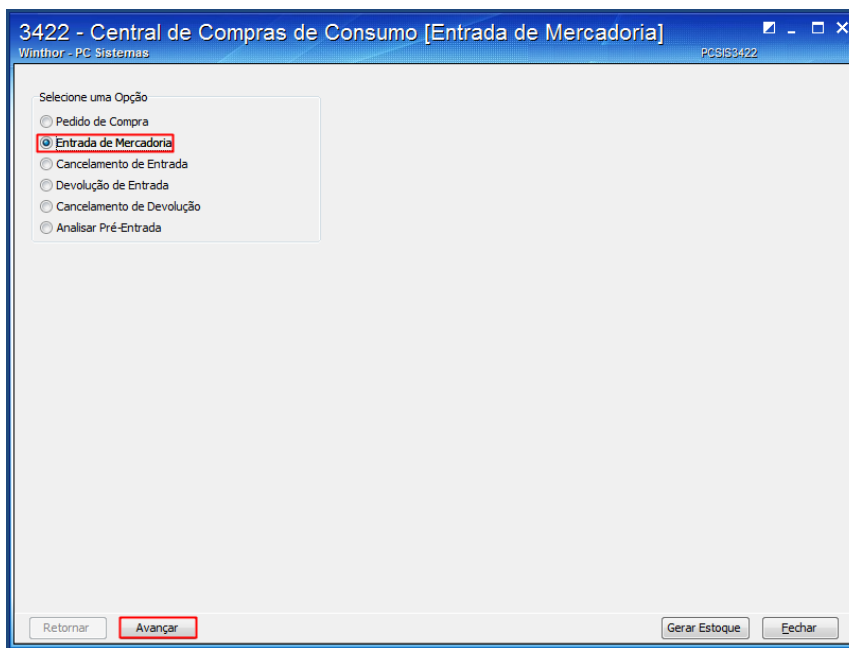 3422 - Central de Compras de Consumo [Entrada de Mercadoria]
Winthor - PC Sistemas
PCSIS3422
Selecione uma Opção
Pedido de Compra
Entrada de Mercadoria
Cancelamento de Entrada
Devolução de Entrada
Cancelamento de Devolução
Analisar Pré-Entrada
Retornar
Avançar
Gerar Estoque
Fechar